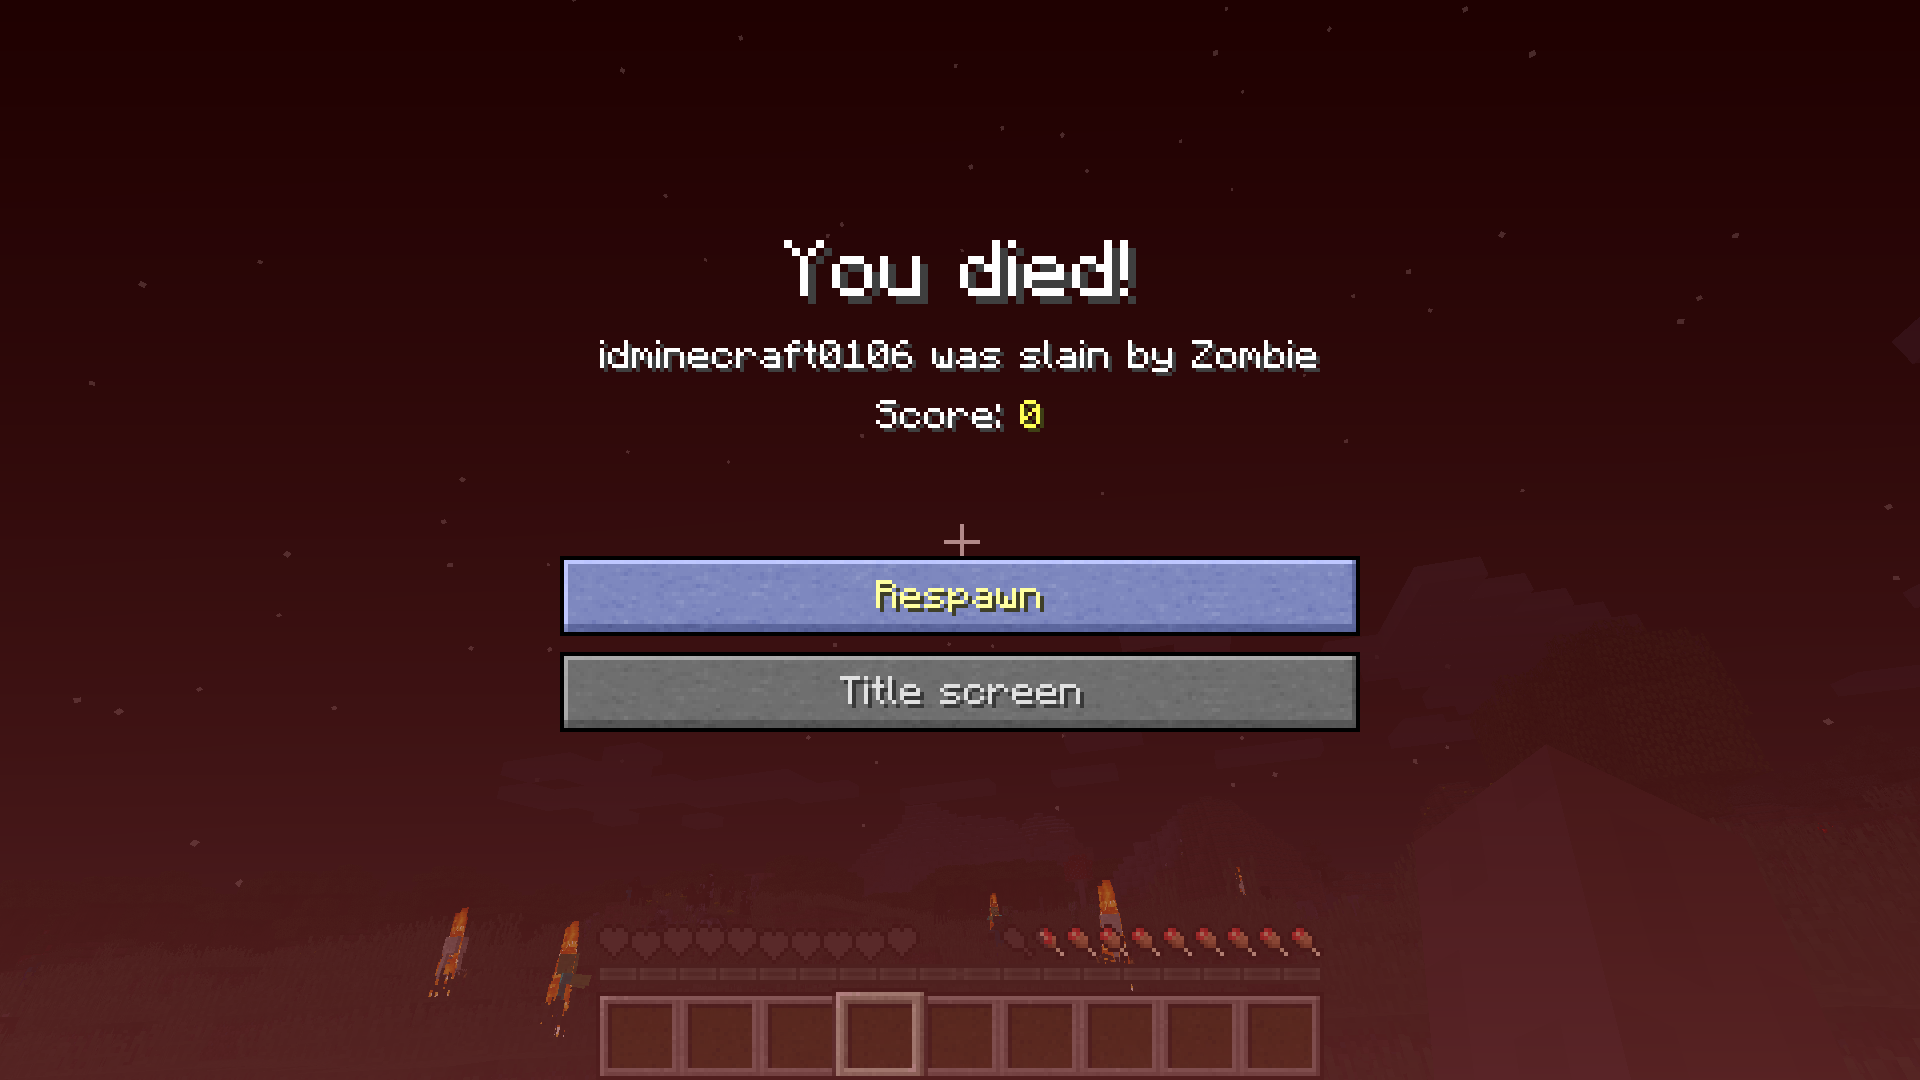 You died!
idminecraft0106 was slain by Zombie
Score: 0
Respawn
Title screen